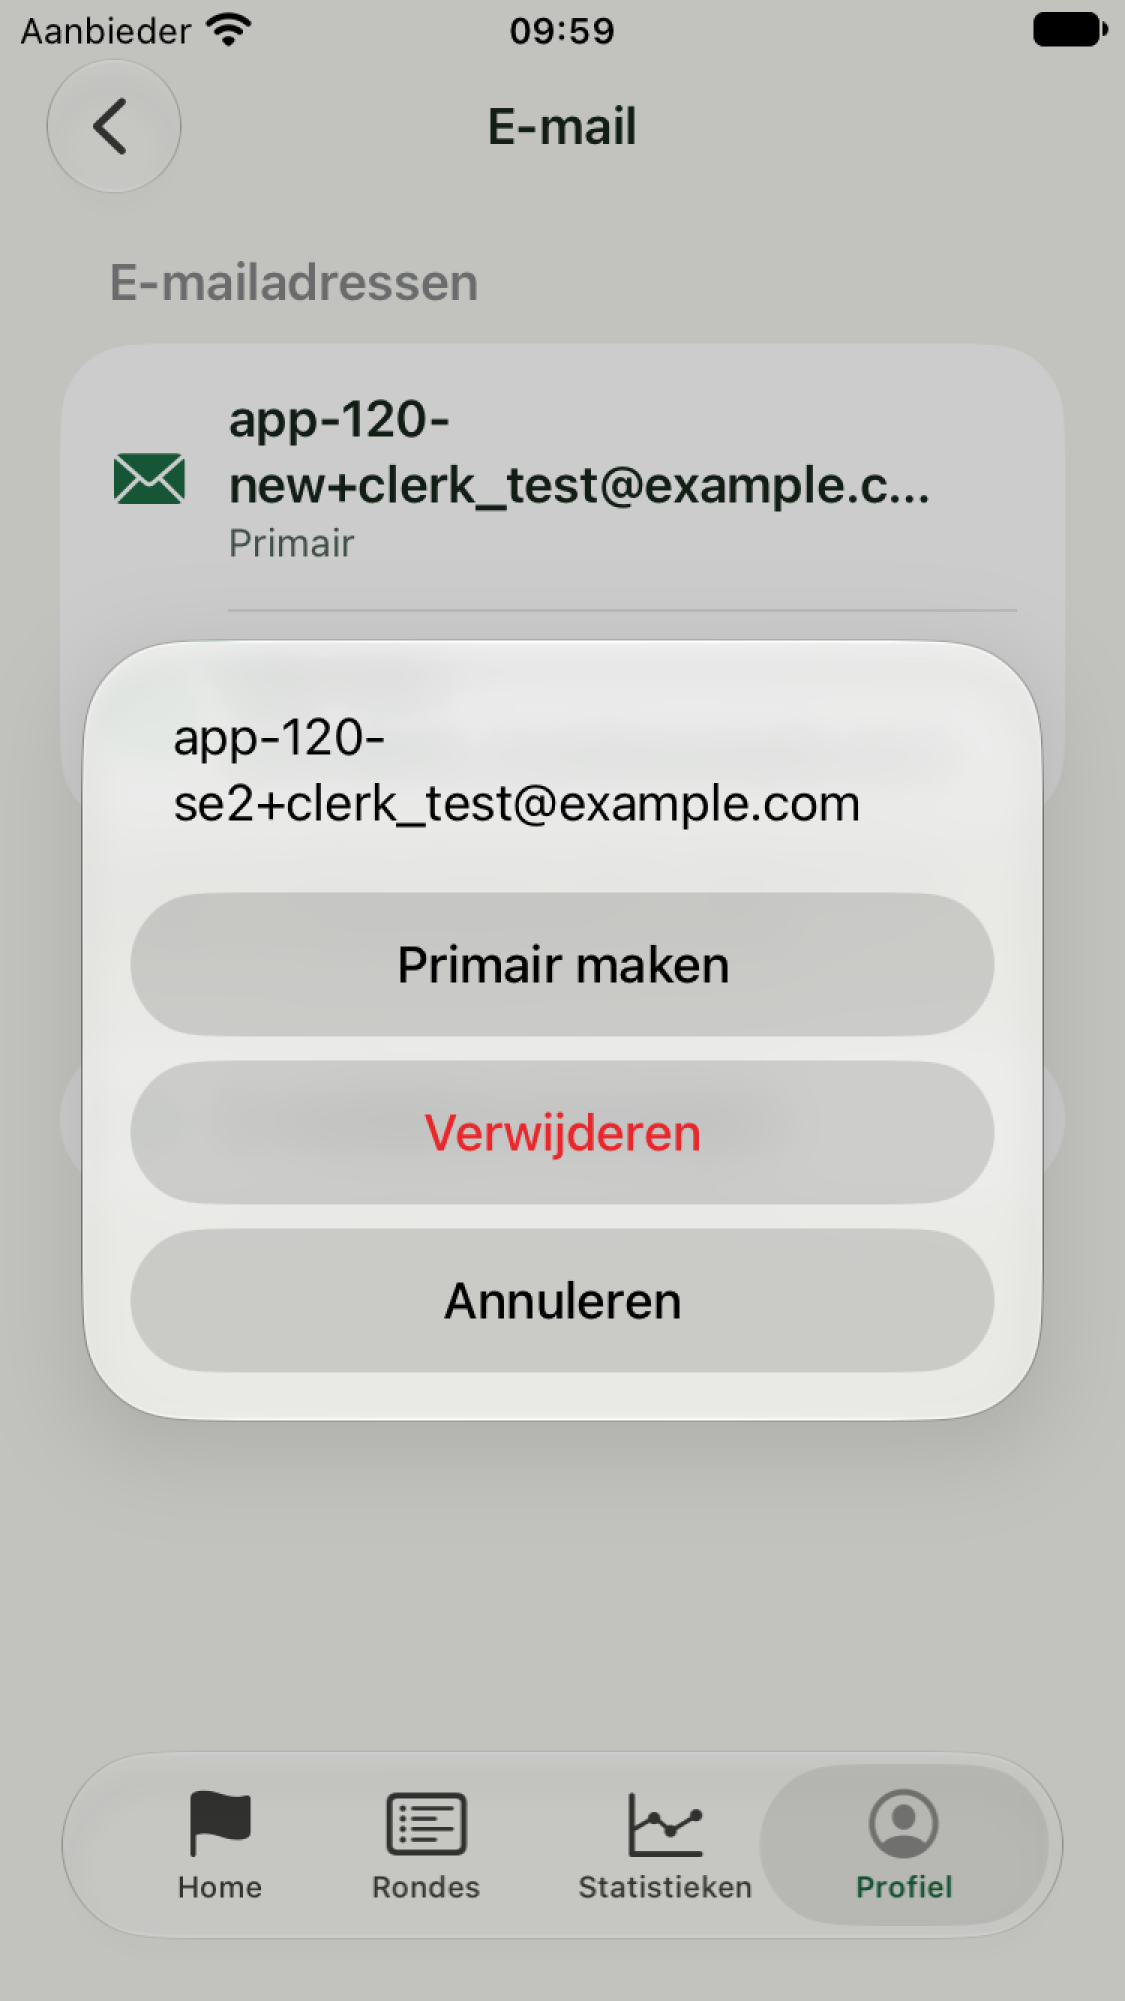 Aanbieder 09:59
E-mail
E-mailadressen
app-120-
new+clerk_test@example.c...
Primair
app-120-
se2+clerk_test@example.com
Primair maken
Verwijderen
Annuleren
Home Rondes Statistieken Profiel